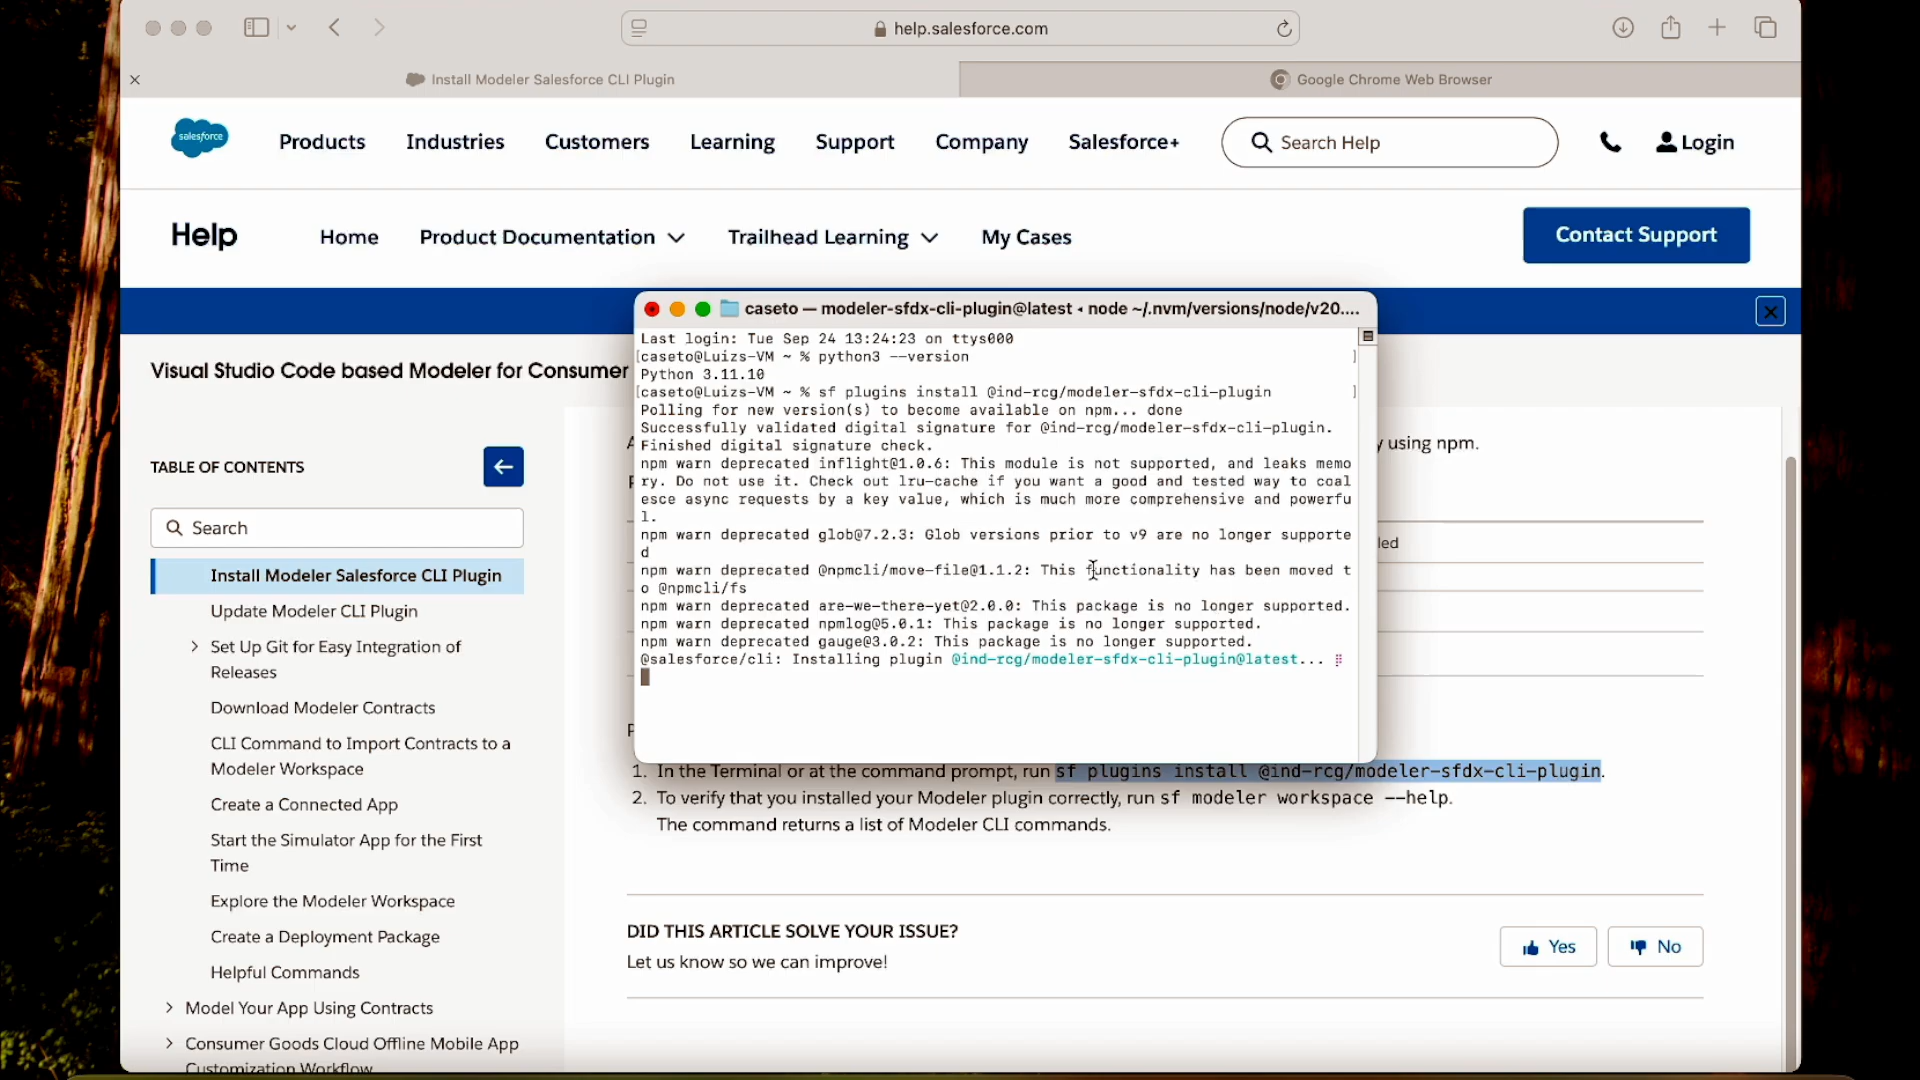 help.salesforce.com
Install Modeler Salesforce CLI Plugin
Google Chrome Web Browser
salesforce
Products
Industries
Customers
Learning
Support
Company
Salesforce+
Search Help
Login
Help
Home
Product Documentation
Trailhead Learning
My Cases
Contact Support
Visual Studio Code based Modeler for Consumer
TABLE OF CONTENTS
Search
Install Modeler Salesforce CLI Plugin
Update Modeler CLI Plugin
Set Up Git for Easy Integration of
Releases
Download Modeler Contracts
CLI Command to Import Contracts to a
Modeler Workspace
Create a Connected App
Start the Simulator App for the First
Time
Explore the Modeler Workspace
Create a Deployment Package
Helpful Commands
Model Your App Using Contracts
Consumer Goods Cloud Offline Mobile App
Customization Workflow
caseto — modeler-sfdx-cli-plugin@latest ◂ node ~/.nvm/versions/node/v20....
Last login: Tue Sep 24 13:24:23 on ttys000
[caseto@Luizs-VM ~ % python3 --version ]
Python 3.11.10
[caseto@Luizs-VM ~ % sf plugins install @ind-rcg/modeler-sfdx-cli-plugin ]
Polling for new version(s) to become available on npm... done
Successfully validated digital signature for @ind-rcg/modeler-sfdx-cli-plugin.
Finished digital signature check.
npm warn deprecated inflight@1.0.6: This module is not supported, and leaks memo
ry. Do not use it. Check out lru-cache if you want a good and tested way to coal
esce async requests by a key value, which is much more comprehensive and powerfu
l.
npm warn deprecated glob@7.2.3: Glob versions prior to v9 are no longer supporte
d
npm warn deprecated @npmcli/move-file@1.1.2: This functionality has been moved t
o @npmcli/fs
npm warn deprecated are-we-there-yet@2.0.0: This package is no longer supported.
npm warn deprecated npmlog@5.0.1: This package is no longer supported.
npm warn deprecated gauge@3.0.2: This package is no longer supported.
@salesforce/cli: Installing plugin @ind-rcg/modeler-sfdx-cli-plugin@latest... ⣾
y using npm.
led
1. In the Terminal or at the command prompt, run sf plugins install @ind-rcg/modeler-sfdx-cli-plugin.
2. To verify that you installed your Modeler plugin correctly, run sf modeler workspace --help.
The command returns a list of Modeler CLI commands.
DID THIS ARTICLE SOLVE YOUR ISSUE?
Let us know so we can improve!
Yes
No